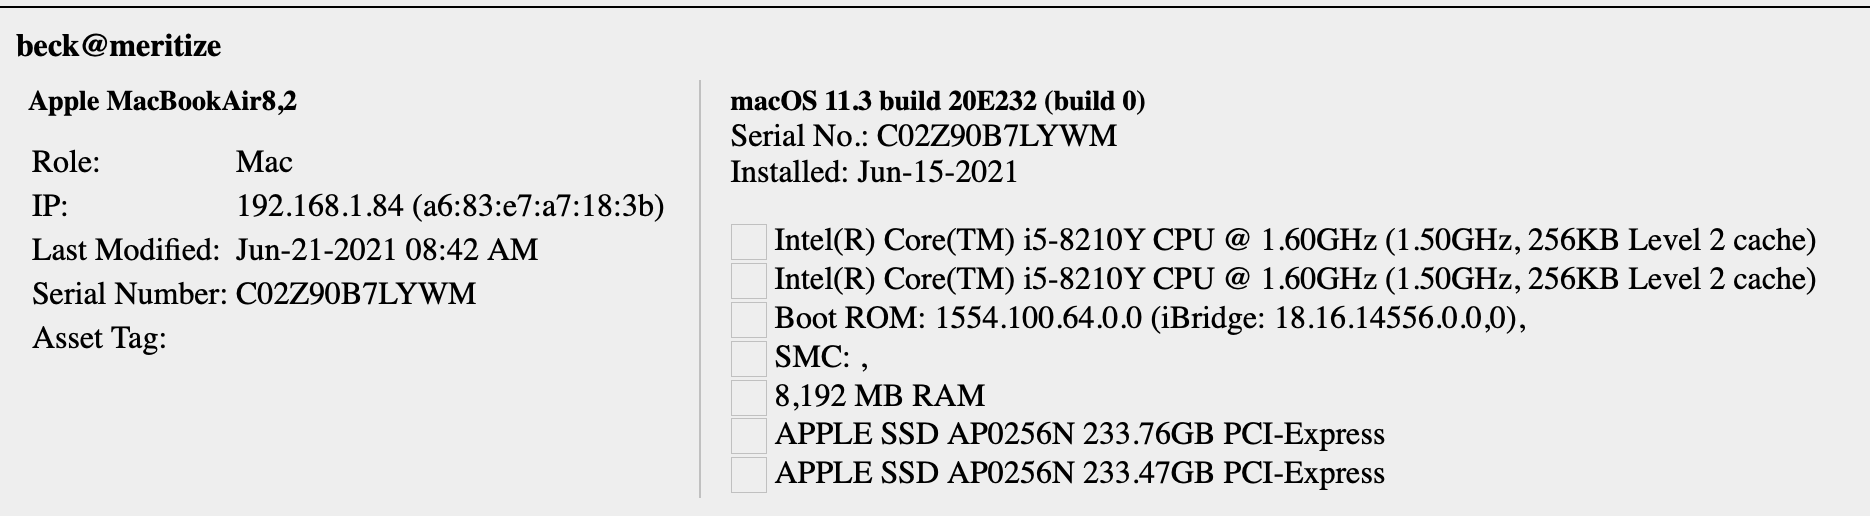 beck@meritize
Apple MacBookAir8,2
Role: Mac
IP: 192.168.1.84 (a6:83:e7:a7:18:3b)
Last Modified: Jun-21-2021 08:42 AM
Serial Number: C02Z90B7LYWM
Asset Tag:
macOS 11.3 build 20E232 (build 0)
Serial No.: C02Z90B7LYWM
Installed: Jun-15-2021
Intel(R) Core(TM) i5-8210Y CPU @ 1.60GHz (1.50GHz, 256KB Level 2 cache)
Intel(R) Core(TM) i5-8210Y CPU @ 1.60GHz (1.50GHz, 256KB Level 2 cache)
Boot ROM: 1554.100.64.0.0 (iBridge: 18.16.14556.0.0,0),
SMC: ,
8,192 MB RAM
APPLE SSD AP0256N 233.76GB PCI-Express
APPLE SSD AP0256N 233.47GB PCI-Express